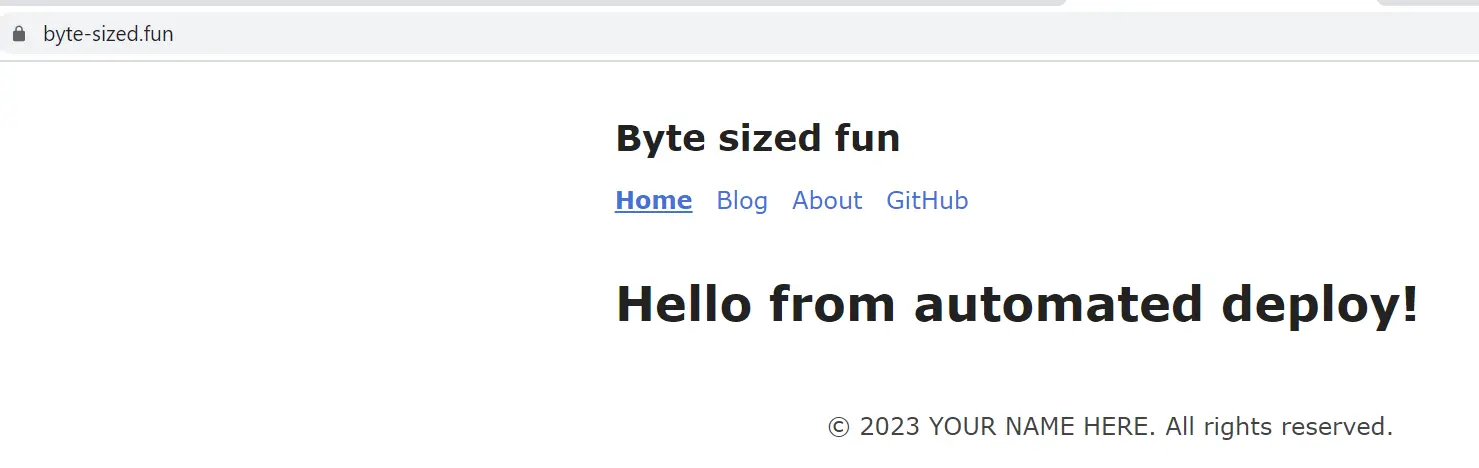 byte-sized.fun
Byte sized fun
Home Blog About GitHub
Hello from automated deploy!
© 2023 YOUR NAME HERE. All rights reserved.